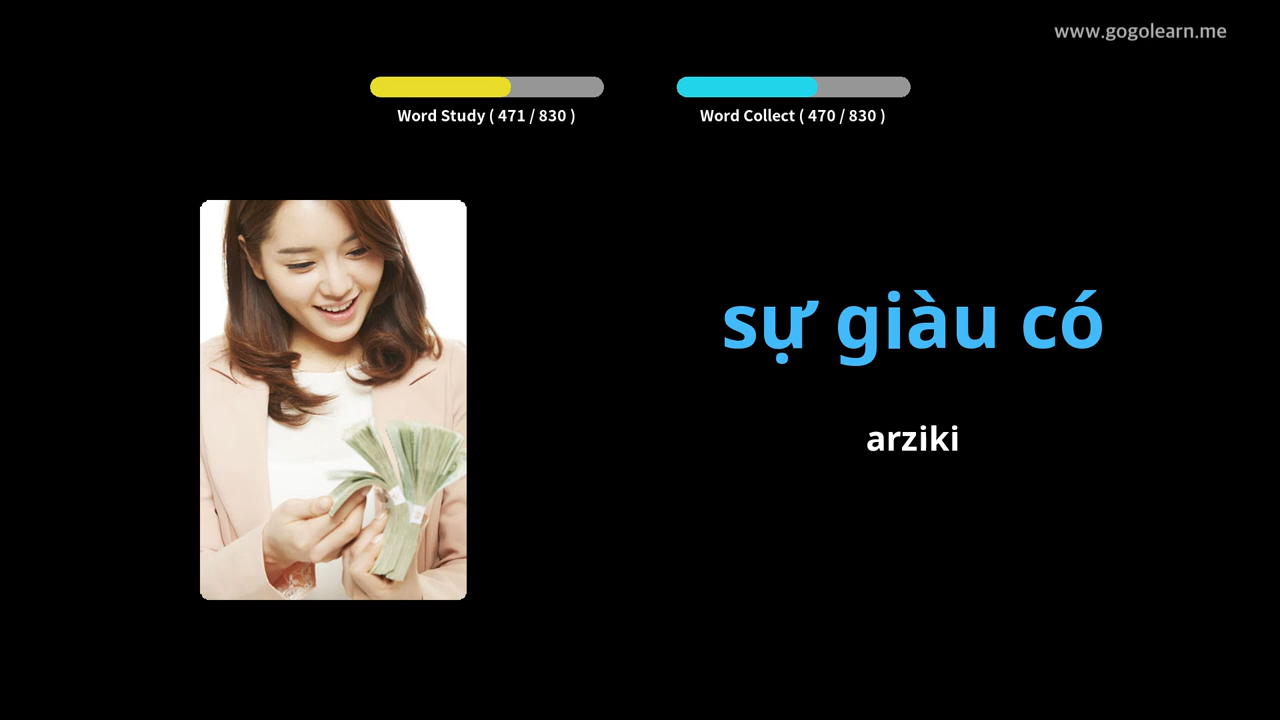 www.gogolearn.me
Word Study ( 471 / 830 )
Word Collect ( 470 / 830 )
sự giàu có
arziki